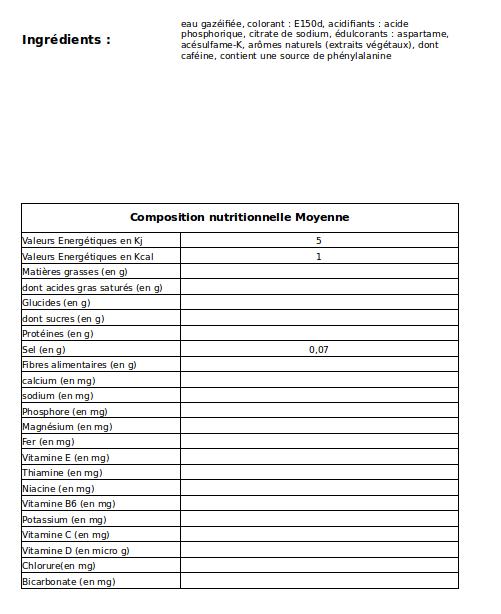 eau gazéifiée, colorant : E150d, acidifiants : acide
phosphorique, citrate de sodium, édulcorants : aspartame,
Ingrédients :
acésulfame-K, arômes naturels (extraits végétaux), dont
caféine, contient une source de phénylalanine
Composition nutritionnelle Moyenne
Valeurs Energétiques en Kj 5
Valeurs Energétiques en Kcal 1
Matières grasses (en g)
dont acides gras saturés (en g)
Glucides (en g)
dont sucres (en g)
Protéines (en g)
Sel (en g) 0,07
Fibres alimentaires (en g)
calcium (en mg)
sodium (en mg)
Phosphore (en mg)
Magnésium (en mg)
Fer (en mg)
Vitamine E (en mg)
Thiamine (en mg)
Niacine (en mg)
Vitamine B6 (en mg)
Potassium (en mg)
Vitamine C (en mg)
Vitamine D (en micro g)
Chlorure(en mg)
Bicarbonate (en mg)